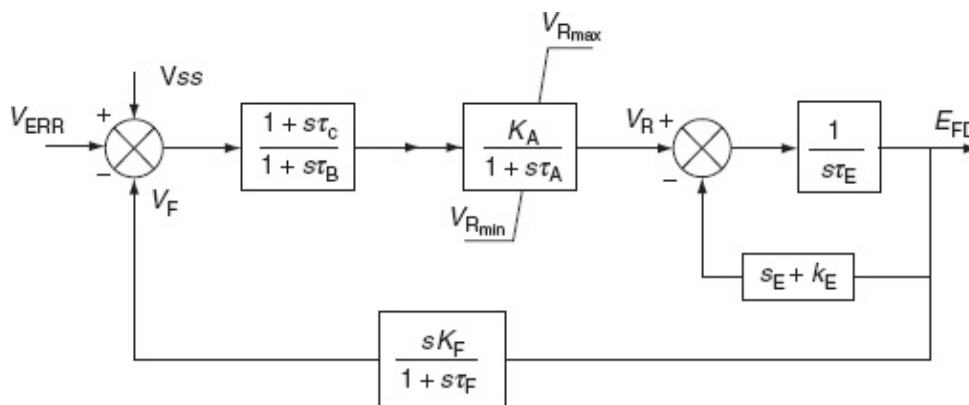 V_Rmax
Vss
V_ERR
+
−
V_F
1 + sτ_c
1 + sτ_B
K_A
1 + sτ_A
V_Rmin
V_R +
−
1
sτ_E
E_FD
s_E + k_E
sK_F
1 + sτ_F